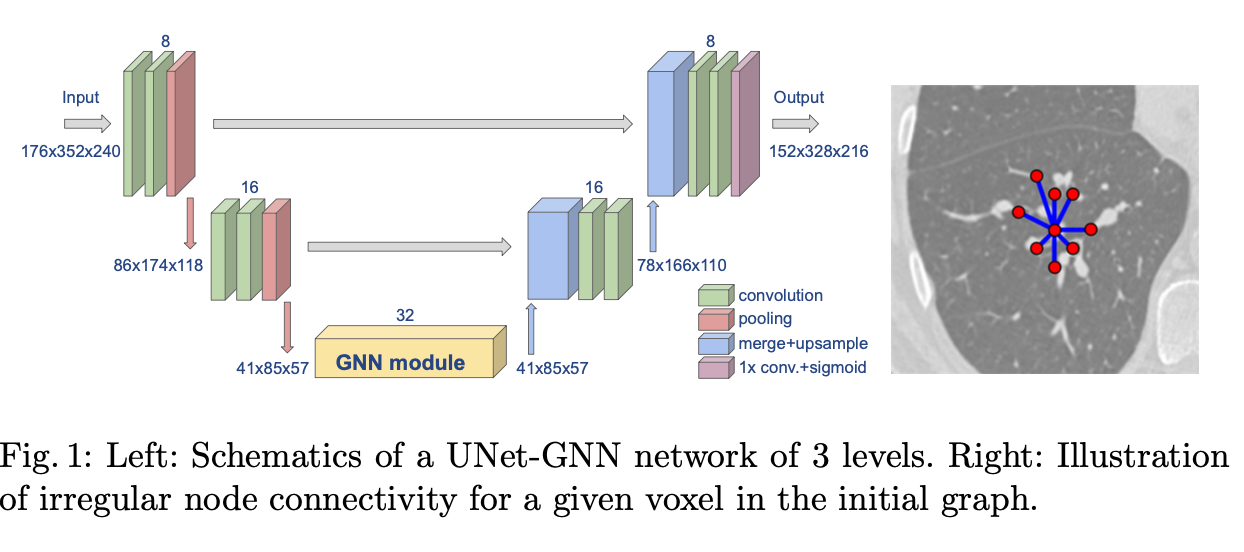 8
8
Input
Output
176x352x240
152x328x216
16
16
86x174x118
78x166x110
convolution
32
pooling
GNN module
merge+upsample
41x85x57
41x85x57
1x conv.+sigmoid
Fig. 1: Left: Schematics of a UNet-GNN network of 3 levels. Right: Illustration
of irregular node connectivity for a given voxel in the initial graph.